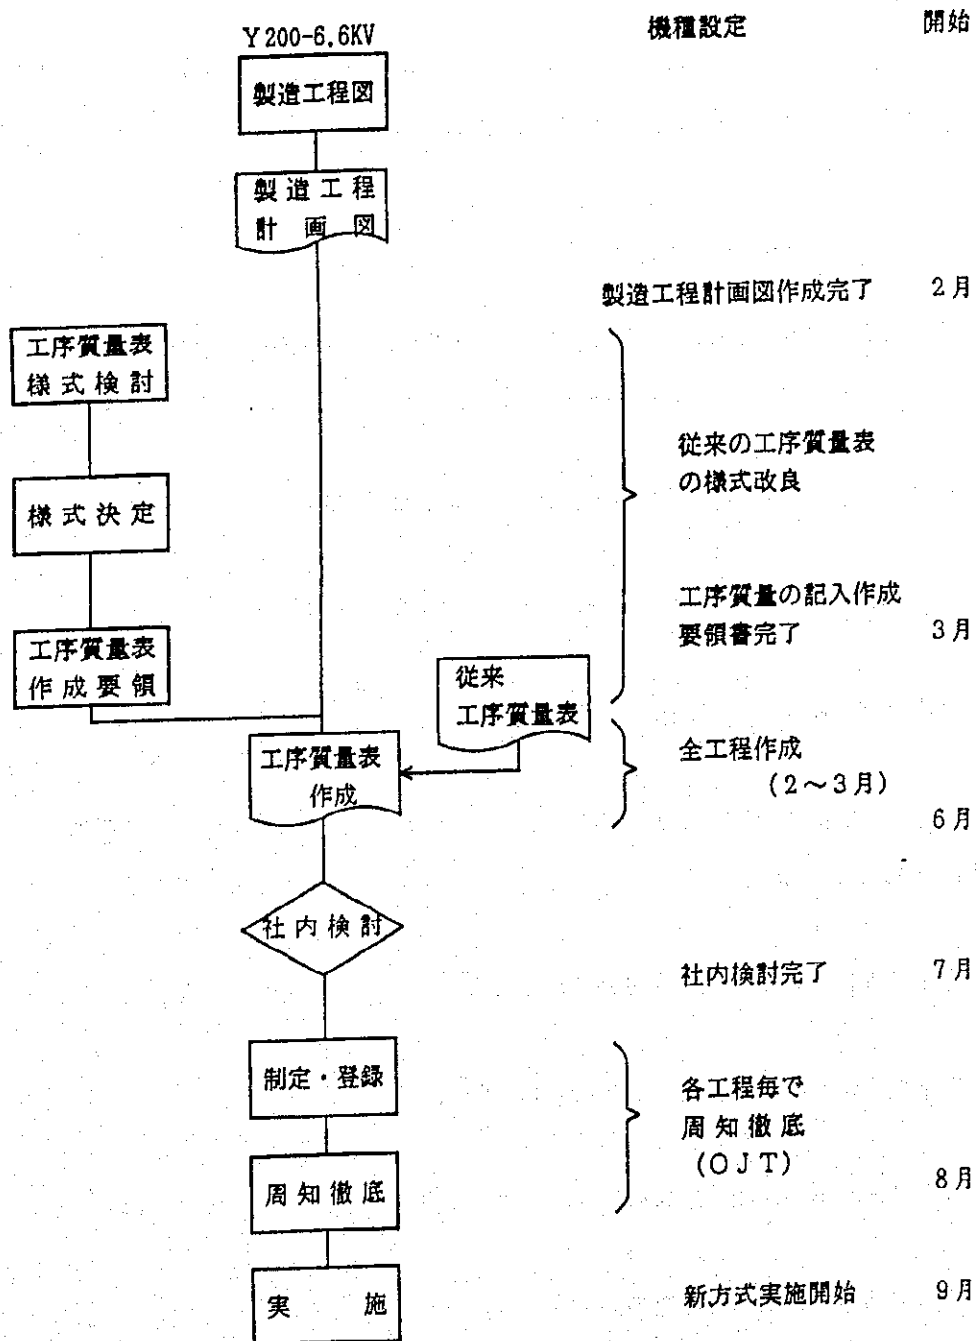 Y200-6.6KV
機種設定
開始
製造工程図
製造工程
計画図
製造工程計画図作成完了
2月
工序質量表
様式検討
従来の工序質量表
の様式改良
様式決定
工序質量の記入作成
要領書完了
3月
工序質量表
作成要領
従来
工序質量表
工序質量表
作成
全工程作成
(2〜3月)
6月
社内検討
社内検討完了
7月
制定・登録
各工程毎で
周知徹底
(OJT)
8月
周知徹底
実施
新方式実施開始
9月